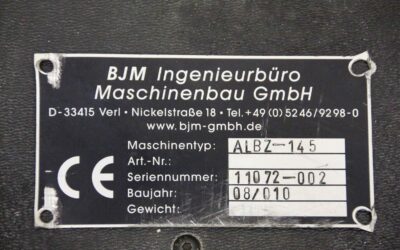 BJM Ingenieurbüro
Maschinenbau GmbH
D-33415 Verl • Nickelstraße 18 • Tel.+49(0)5246/9298-0
www.bjm-gmbh.de
Maschinentyp: ALBZ-145
Art.-Nr.:
Seriennummer: 11072-002
Baujahr: 08/010
Gewicht:
CE